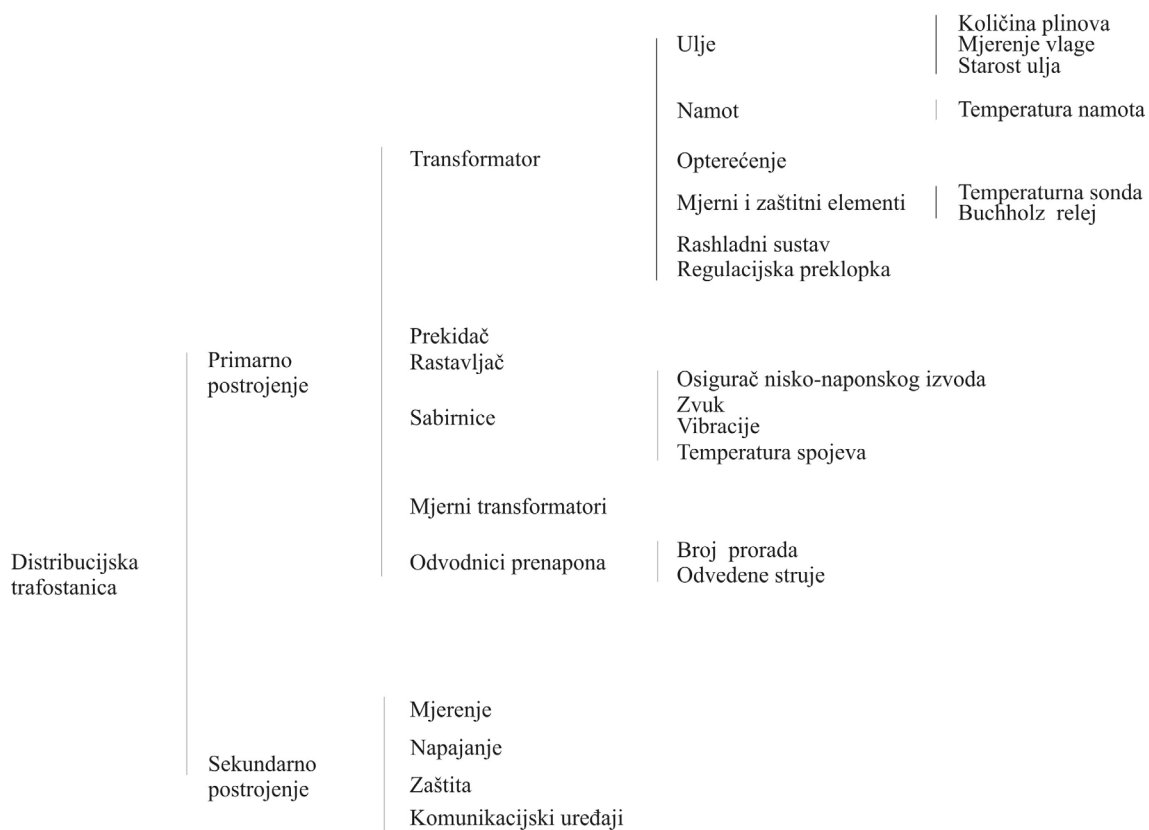 Distribucijska
trafostanica
Primarno
postrojenje
Transformator
Ulje
Količina plinova
Mjerenje vlage
Starost ulja
Namot
Temperatura namota
Opterećenje
Mjerni i zaštitni elementi
Temperaturna sonda
Buchholz relej
Rashladni sustav
Regulacijska preklopka
Prekidač
Rastavljač
Sabirnice
Osigurač nisko-naponskog izvoda
Zvuk
Vibracije
Temperatura spojeva
Mjerni transformatori
Odvodnici prenapona
Broj prorada
Odvedene struje
Sekundarno
postrojenje
Mjerenje
Napajanje
Zaštita
Komunikacijski uređaji